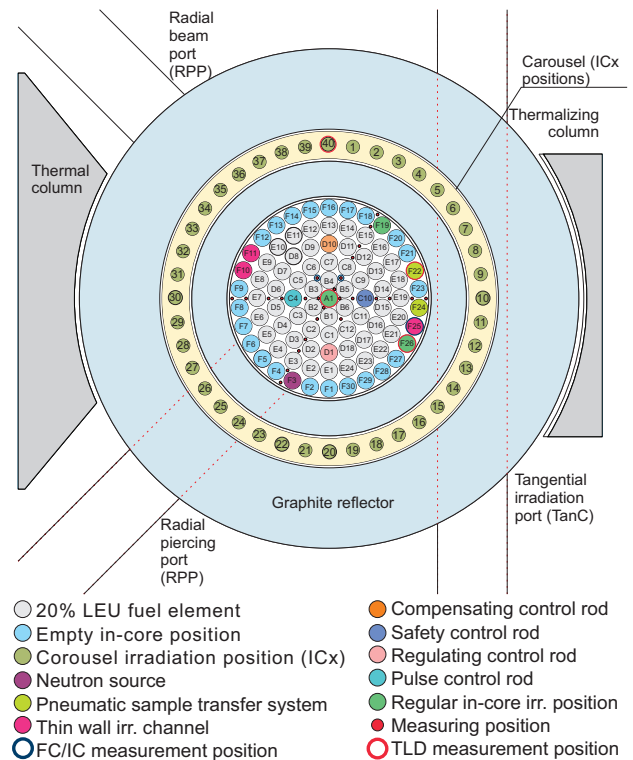 Radial
beam
port
(RPP)
Carousel (ICx
positions)
Thermalizing
column
Thermal
column
40
1
2
3
4
5
6
7
8
9
10
11
12
13
14
15
16
17
18
19
20
21
22
23
24
25
26
27
28
29
30
31
32
33
34
35
36
37
38
39
F14 F15 F16 F17 F18
F13 E11 E12 E13 E14 E15 F19
F12 E10 D9 D10 D11 E16 F20
F11 E9 D8 C7 D12 E17 F21
F10 E8 D7 C6 B4 C8 D13 E18 F22
F9 E7 D6 C5 B3 B5 C9 D14 E19 F23
C4 A1 C10
F8 D5 C3 B2 B1 B6 C11 D15 E20 F24
F7 E6 D4 C2 C1 C12 D16 E21 F25
F6 E5 D3 D2 D1 D18 D17 E22 F26
F5 E4 E3 E2 E1 E24 E23 F27
F4 F3 F2 F1 F30 F29 F28
Graphite reflector
Tangential
irradiation
port (TanC)
Radial
piercing
port
(RPP)
20% LEU fuel element
Empty in-core position
Corousel irradiation position (ICx)
Neutron source
Pneumatic sample transfer system
Thin wall irr. channel
FC/IC measurement position
Compensating control rod
Safety control rod
Regulating control rod
Pulse control rod
Regular in-core irr. position
Measuring position
TLD measurement position